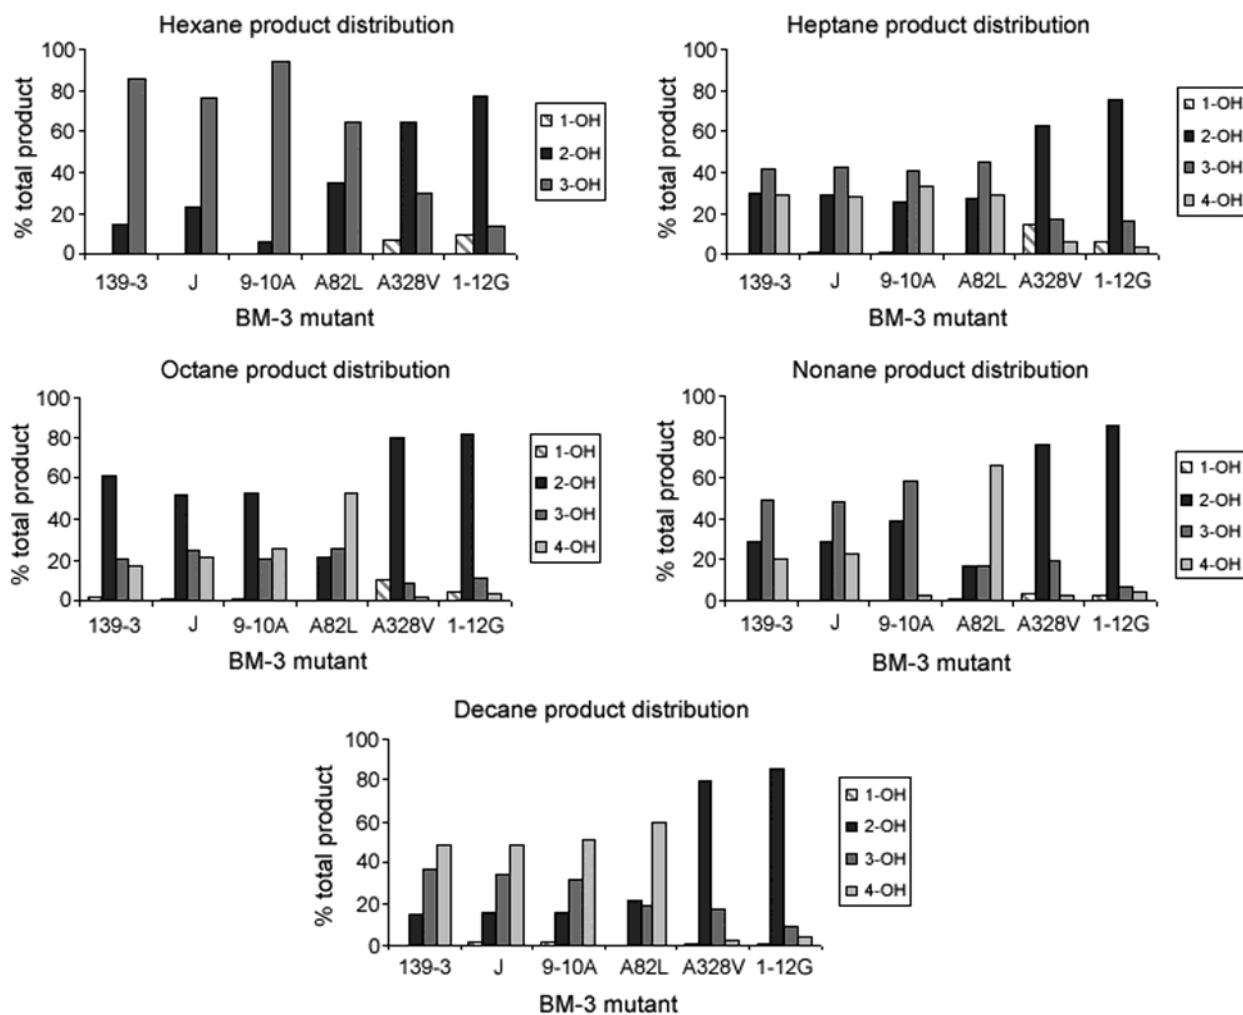 Hexane product distribution
% total product
100
80
60
40
20
0
139-3 J 9-10A A82L A328V 1-12G
BM-3 mutant
1-OH
2-OH
3-OH
Heptane product distribution
% total product
100
80
60
40
20
0
139-3 J 9-10A A82L A328V 1-12G
BM-3 mutant
1-OH
2-OH
3-OH
4-OH
Octane product distribution
% total product
100
80
60
40
20
0
139-3 J 9-10A A82L A328V 1-12G
BM-3 mutant
1-OH
2-OH
3-OH
4-OH
Nonane product distribution
% total product
100
80
60
40
20
0
139-3 J 9-10A A82L A328V 1-12G
BM-3 mutant
1-OH
2-OH
3-OH
4-OH
Decane product distribution
% total product
100
80
60
40
20
0
139-3 J 9-10A A82L A328V 1-12G
BM-3 mutant
1-OH
2-OH
3-OH
4-OH